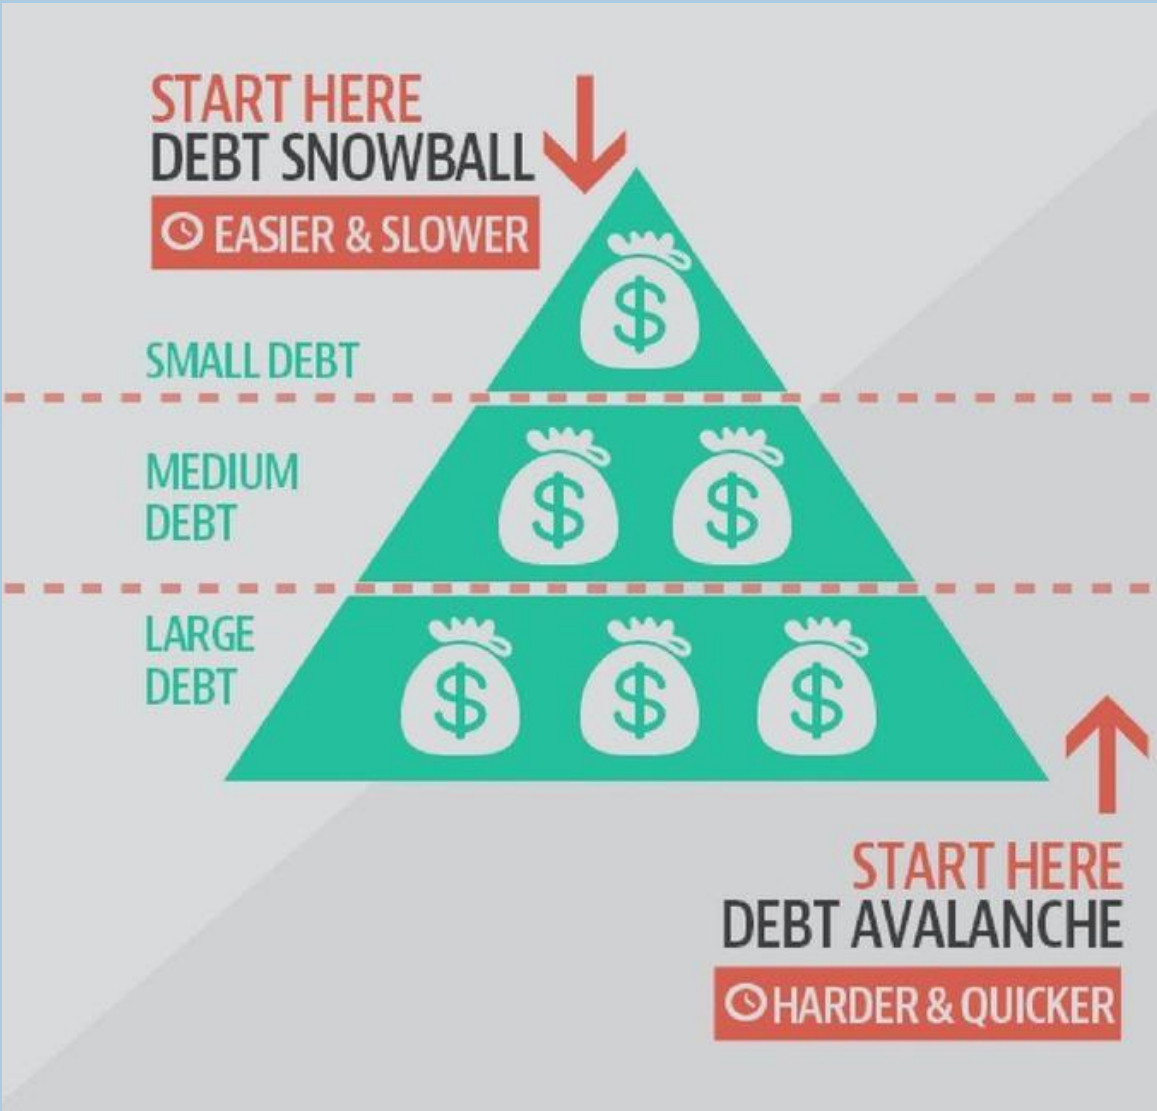 START HERE
DEBT SNOWBALL
EASIER & SLOWER
$
SMALL DEBT
MEDIUM
DEBT
$ $
LARGE
DEBT
$ $ $
START HERE
DEBT AVALANCHE
HARDER & QUICKER